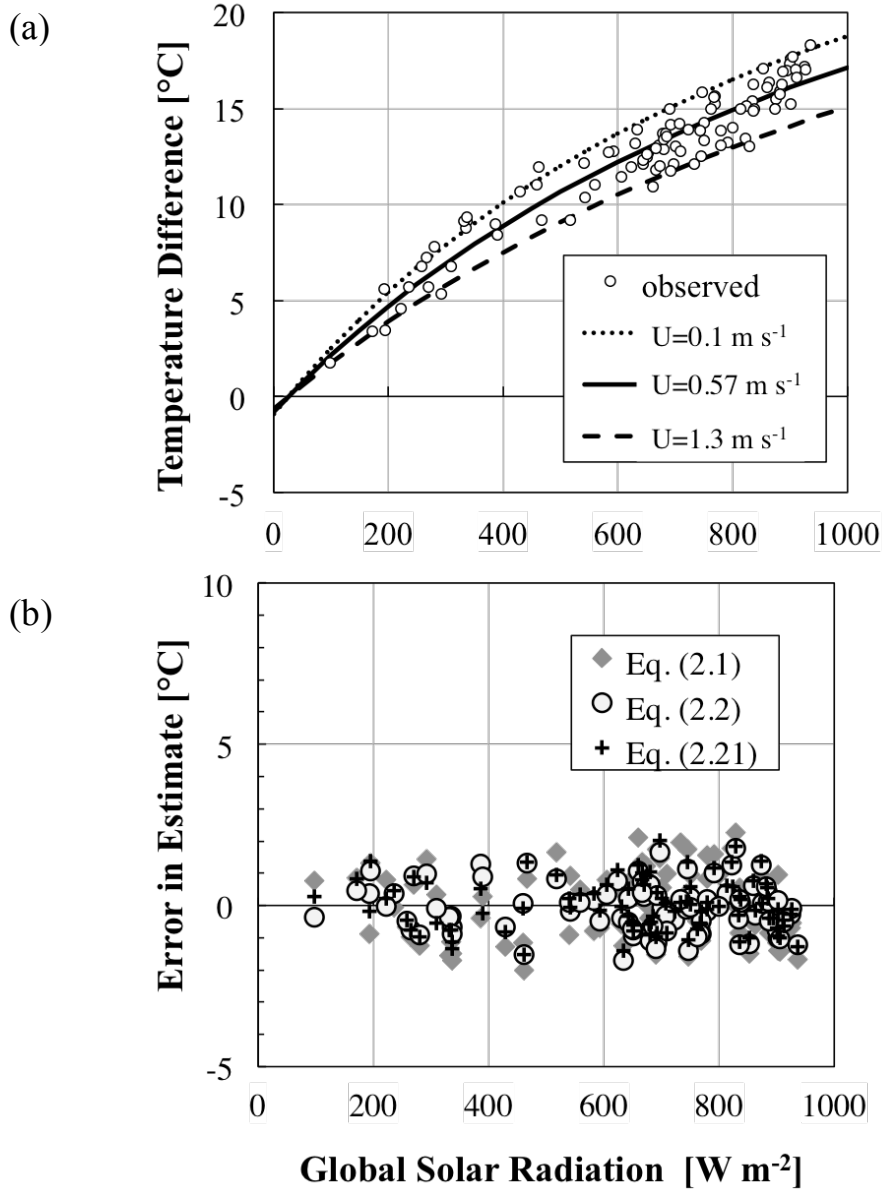 (a)
Temperature Difference [°C]
20
15
10
5
0
-5
observed
U=0.1 m s-1
U=0.57 m s-1
U=1.3 m s-1
0 200 400 600 800 1000
(b)
Error in Estimate [°C]
10
5
0
-5
Eq. (2.1)
Eq. (2.2)
Eq. (2.21)
0 200 400 600 800 1000
Global Solar Radiation [W m-2]